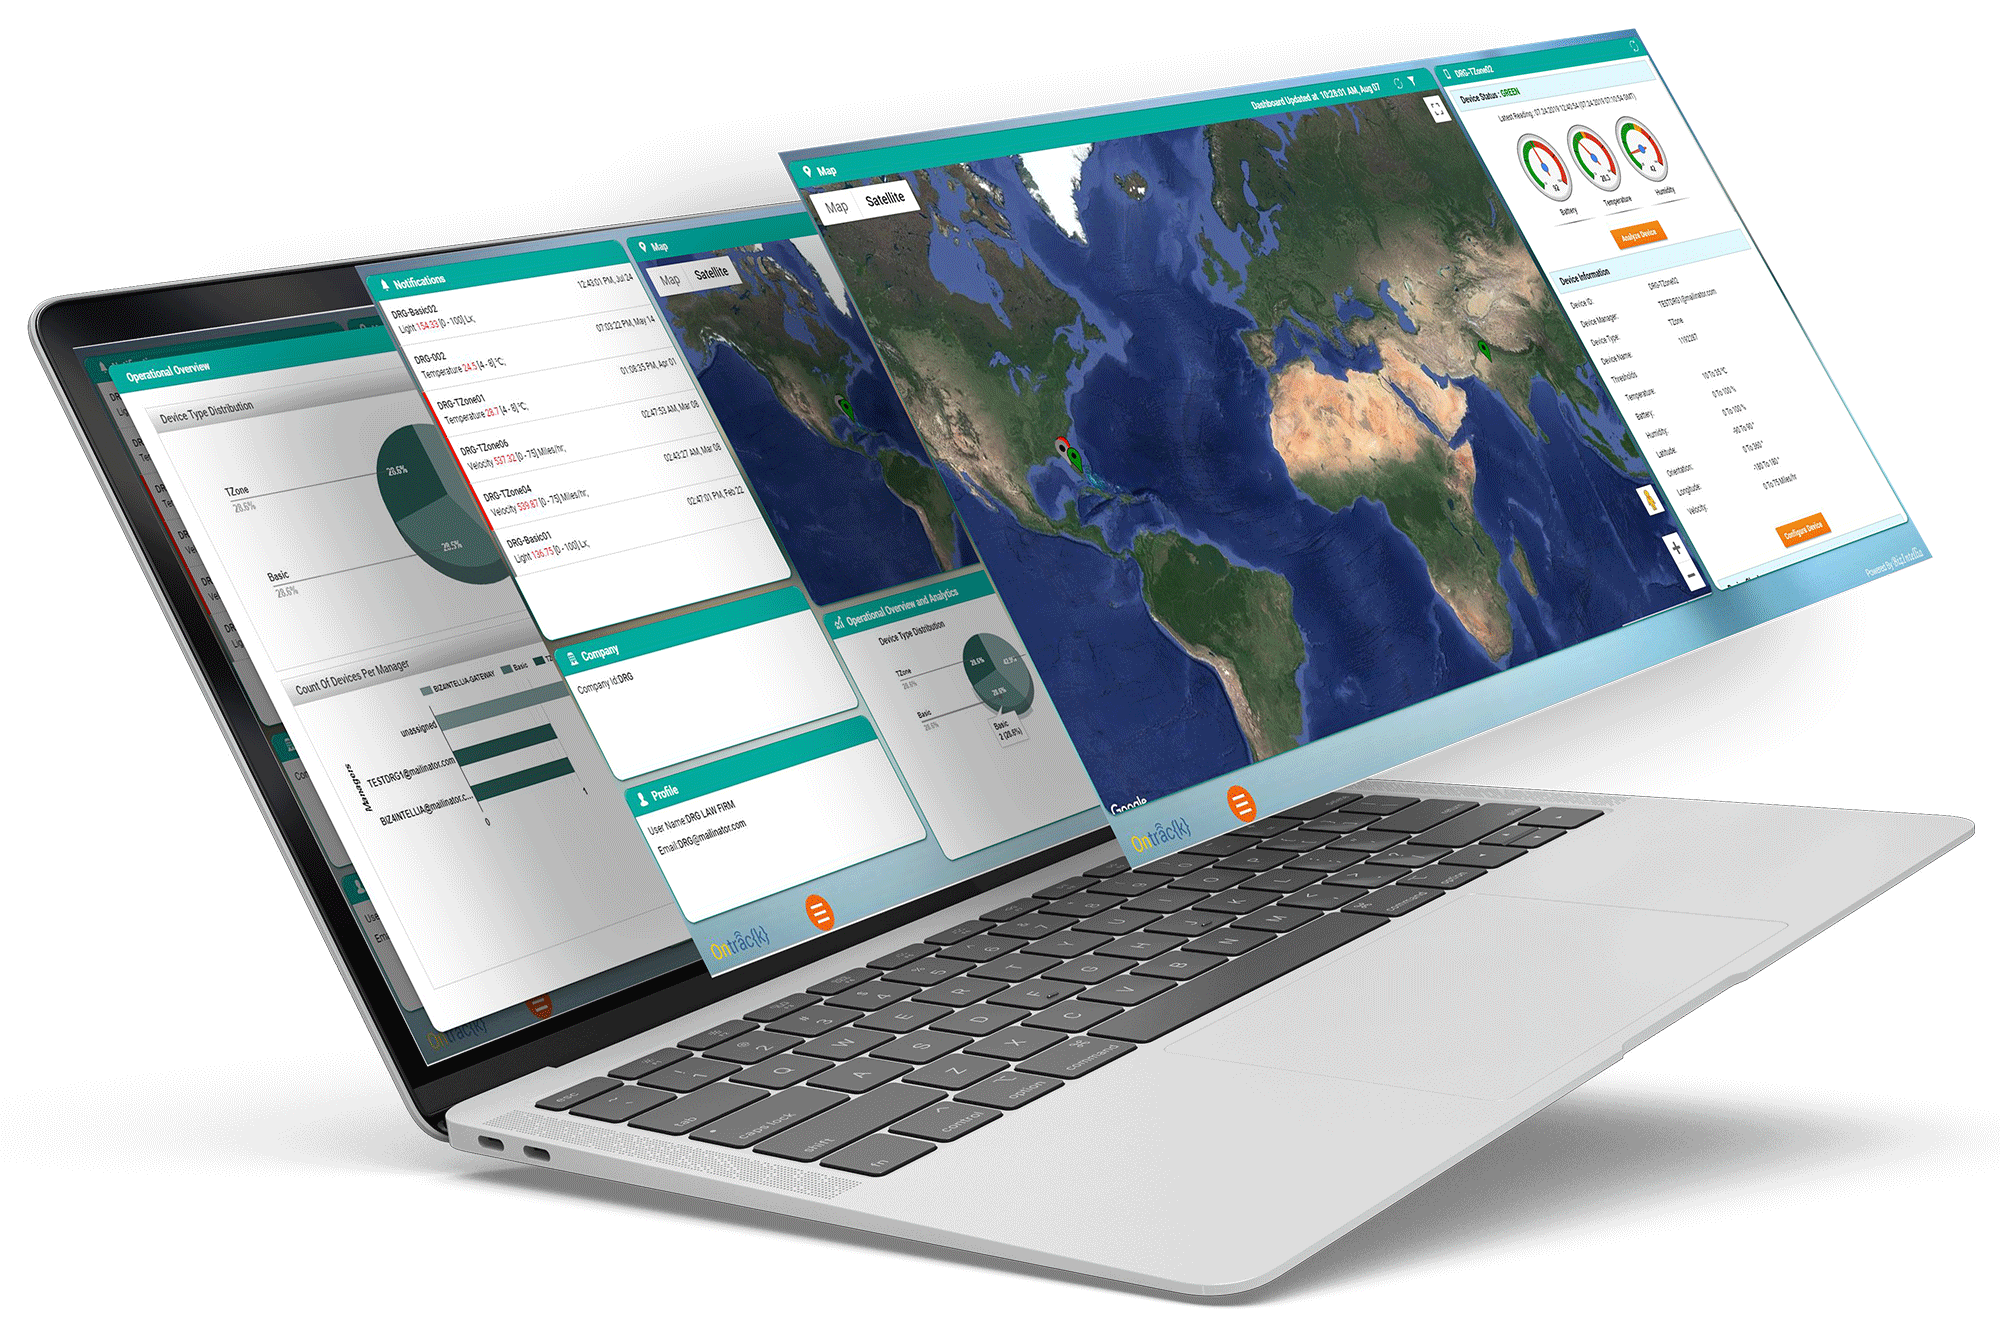 Operational Overview
Device Type Distribution
TZone
28.6%
Basic
28.6%
28.6%
28.5%
Count Of Devices Per Manager
BIZ4INTELLIA-GATEWAY
Basic
unassigned
TESTDRG1@mailinator.com
BIZ4INTELLIA@mailinator.c...
Managers
0
Notifications
DRG-Basic02
12:43:01 PM, Jul 24
Light 154.33 [0 - 100] Lx;
DRG-002
07:03:22 PM, May 14
Temperature 24.5 [4 - 8] °C;
DRG-TZone01
01:08:35 PM, Apr 01
Temperature 28.7 [4 - 8] °C;
DRG-TZone06
02:47:53 AM, Mar 08
Velocity 537.32 [0 - 75] Miles/hr;
DRG-TZone04
02:43:27 AM, Mar 08
Velocity 539.87 [0 - 75] Miles/hr;
DRG-Basic01
02:47:01 PM, Feb 22
Light 136.75 [0 - 100] Lx;
Company
Company Id:DRG
Profile
User Name:DRG LAW FIRM
Email:DRG@mailinator.com
Ontrac{k}
Map
Map Satellite
Operational Overview and Analytics
Device Type Distribution
TZone
28.6%
Basic
28.6%
28.6%
28.6%
Basic
2 (28.6%)
Map
Dashboard Updated at 10:28:01 AM, Aug 07
Map Satellite
Google
Ontrac{k}
DRG-TZone02
Device Status : GREEN
Latest Reading : 07.24.2019 12:40:54 (07.24.2019 07:10:54 GMT)
Battery
Temperature
Humidity
Analyze Device
Device Information
Device ID: DRG-TZone02
Device Manager: TESTDRG1@mailinator.com
Device Type: TZone
Device Name: 1192287
Thresholds
Temperature: 10 To 35 °C
Battery: 0 To 100 %
Humidity: 0 To 100 %
Latitude: -90 To 90°
Orientation: 0 To 360°
Longitude: -180 To 180°
Velocity: 0 To 75 Miles/hr
Configure Device
Powered By Biz4Intellia
esc
! 1
@ 2
# 3
$ 4
% 5
tab
Q
W
E
R
T
Y
U
caps lock
A
S
D
F
G
H
J
shift
Z
X
C
V
B
N
M
fn
control
option
command
command
option